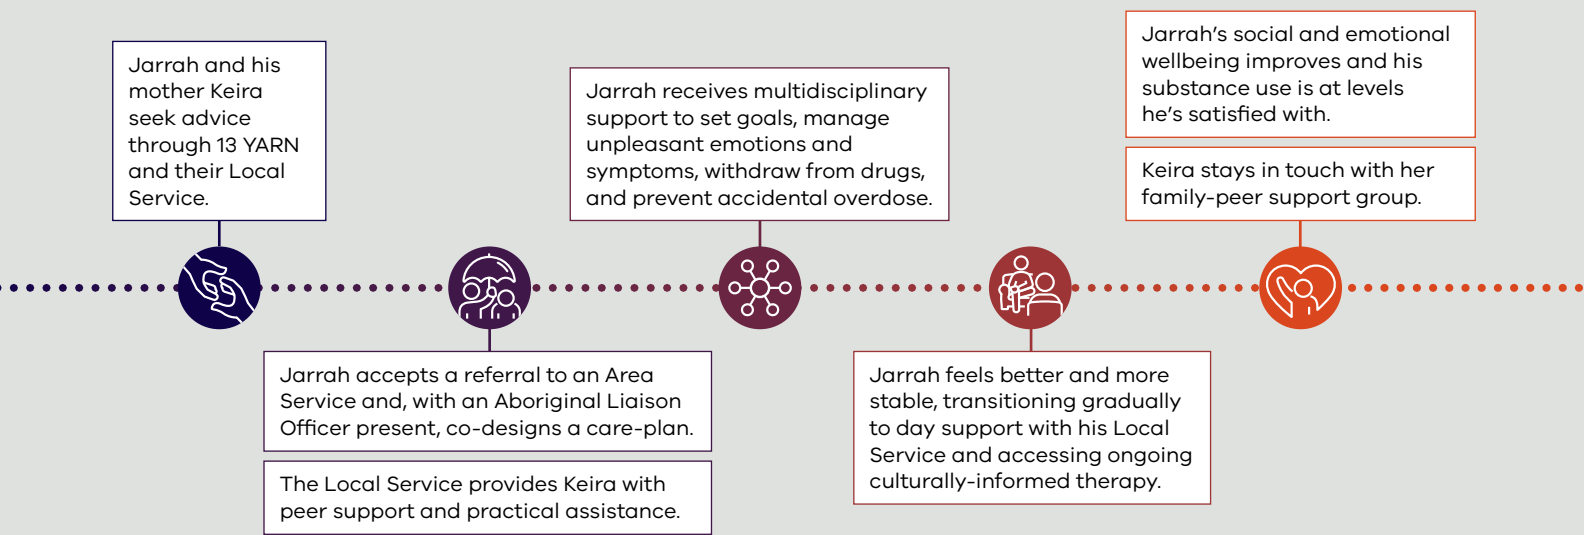 Jarrah and his
mother Keira
seek advice
through 13 YARN
and their Local
Service.
Jarrah accepts a referral to an Area
Service and, with an Aboriginal Liaison
Officer present, co-designs a care-plan.
The Local Service provides Keira with
peer support and practical assistance.
Jarrah receives multidisciplinary
support to set goals, manage
unpleasant emotions and
symptoms, withdraw from drugs,
and prevent accidental overdose.
Jarrah feels better and more
stable, transitioning gradually
to day support with his Local
Service and accessing ongoing
culturally-informed therapy.
Jarrah's social and emotional
wellbeing improves and his
substance use is at levels
he's satisfied with.
Keira stays in touch with her
family-peer support group.